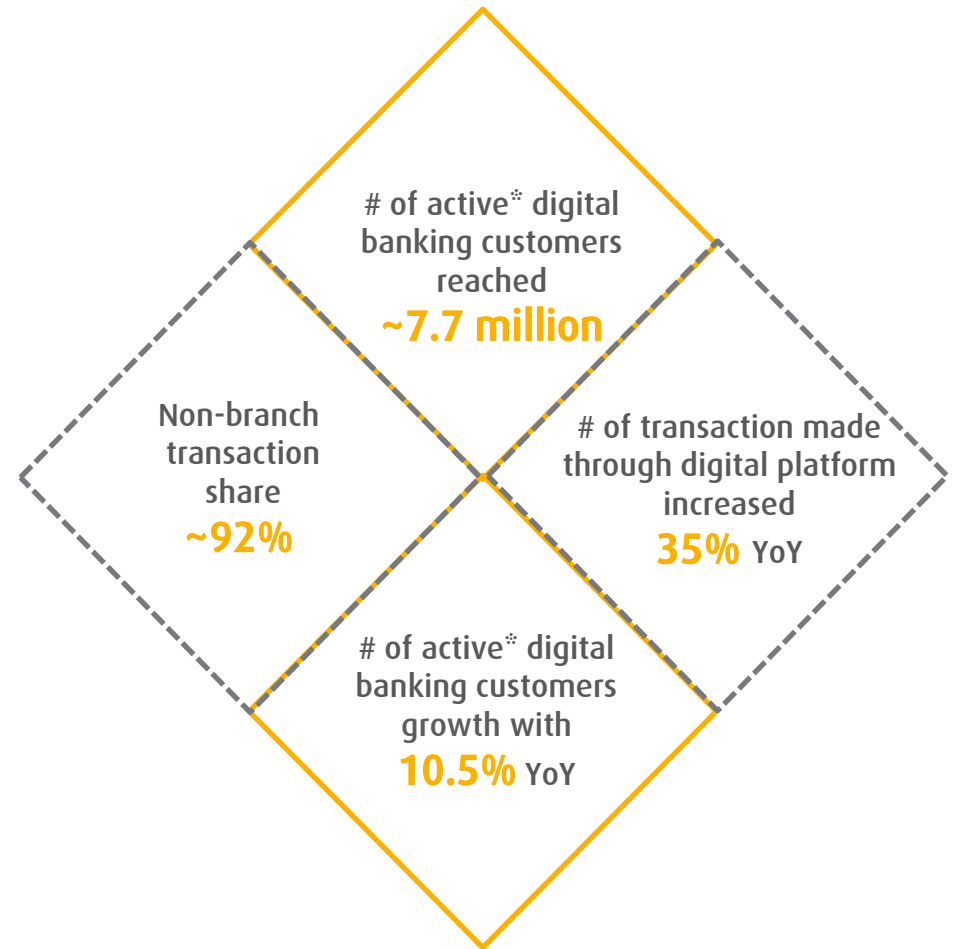 # of active* digital
banking customers
reached
~7.7 million
Non-branch
transaction
share
~92%
# of transaction made
through digital platform
increased
35% YoY
# of active* digital
banking customers
growth with
10.5% YoY